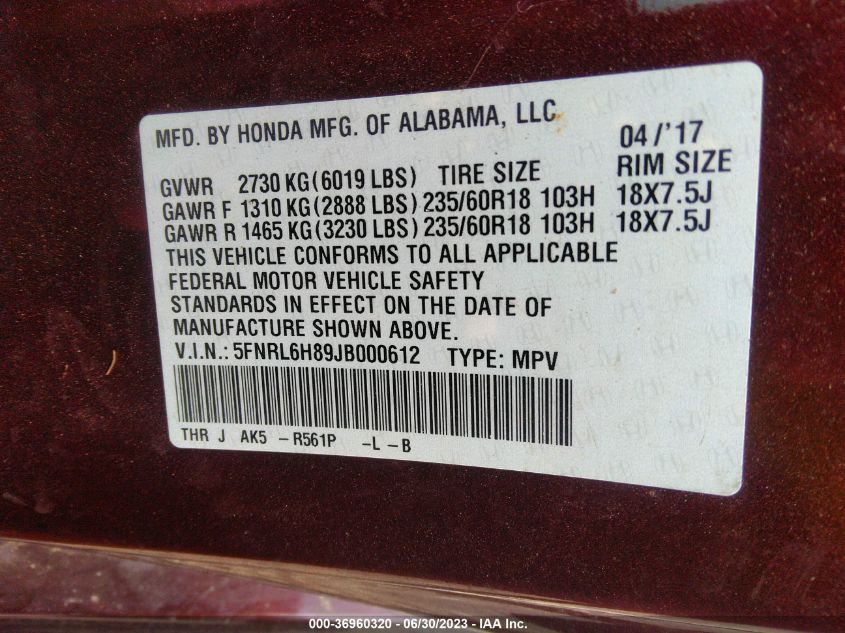 MFD. BY HONDA MFG. OF ALABAMA, LLC 04/'17
GVWR 2730 KG(6019 LBS) TIRE SIZE RIM SIZE
GAWR F 1310 KG(2888 LBS) 235/60R18 103H 18X7.5J
GAWR R 1465 KG(3230 LBS) 235/60R18 103H 18X7.5J
THIS VEHICLE CONFORMS TO ALL APPLICABLE
FEDERAL MOTOR VEHICLE SAFETY
STANDARDS IN EFFECT ON THE DATE OF
MANUFACTURE SHOWN ABOVE.
V.I.N.: 5FNRL6H89JB000612 TYPE: MPV
THR J AK5 -R561P -L -B
000-36960320 - 06/30/2023 - IAA Inc.